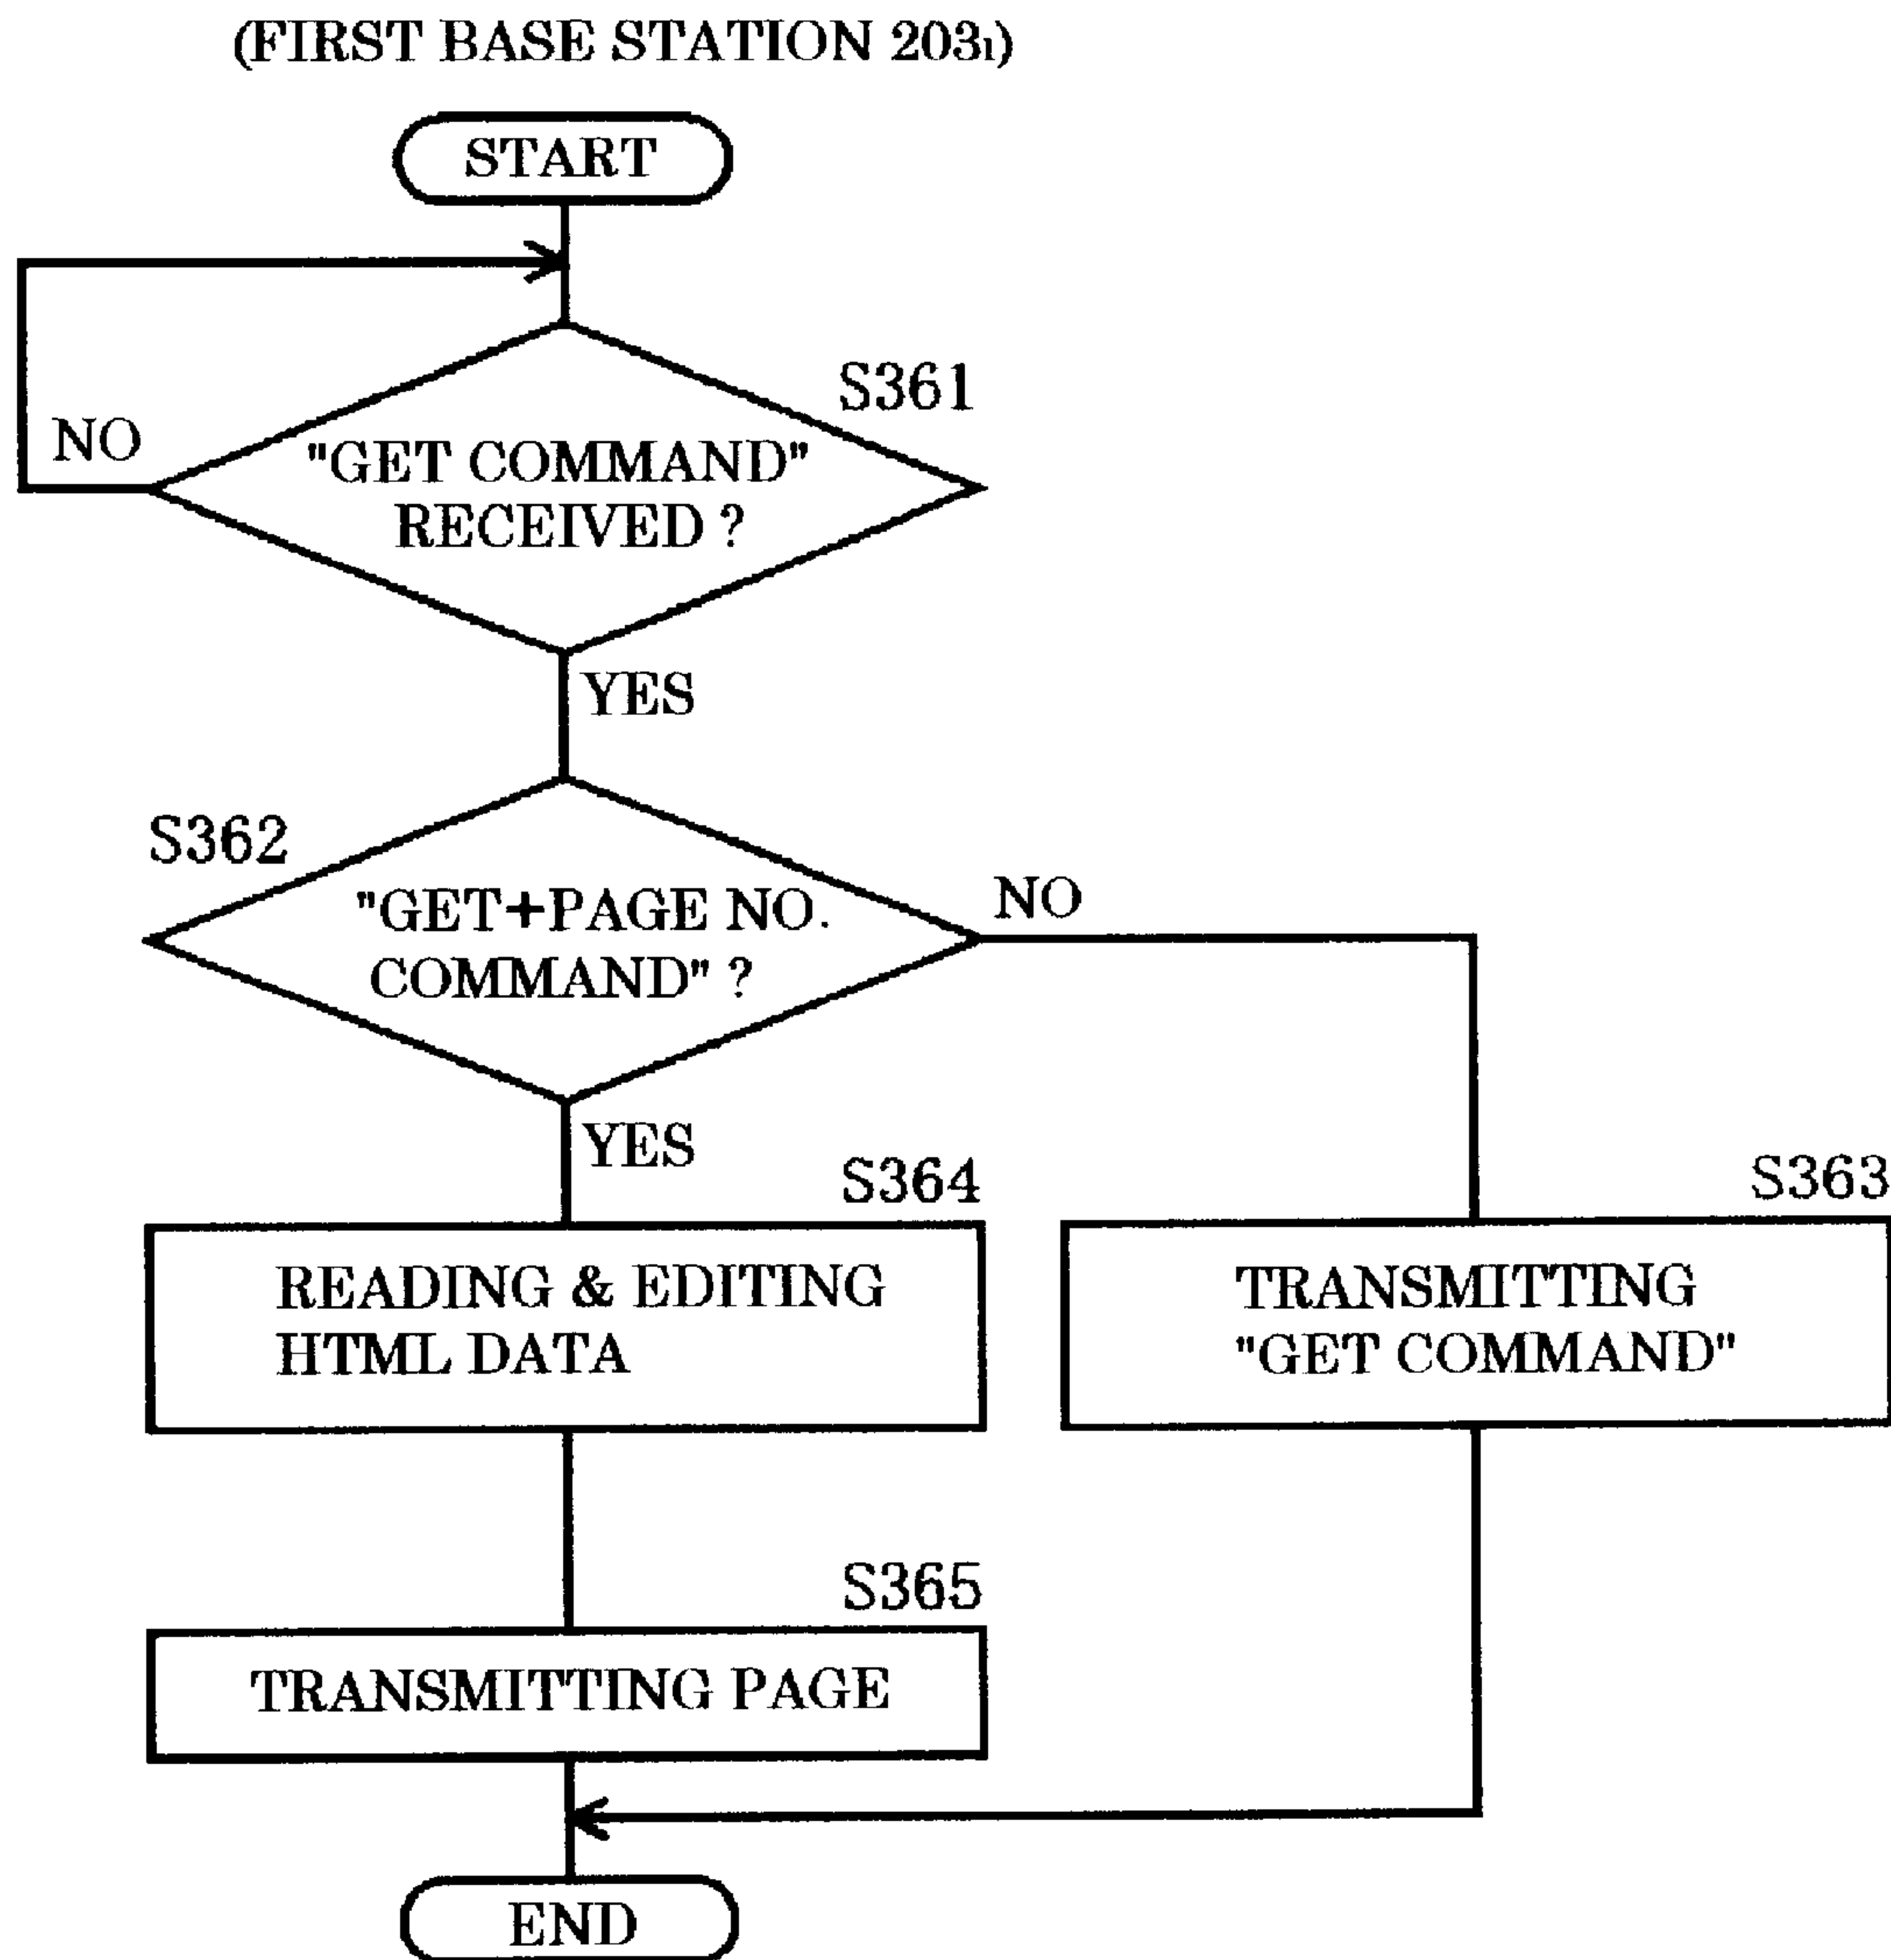 (FIRST BASE STATION 203₁)
START
S361
NO
"GET COMMAND"
RECEIVED ?
YES
S362
"GET+PAGE NO.
COMMAND" ?
NO
YES
S364
S363
READING & EDITING
HTML DATA
TRANSMITTING
"GET COMMAND"
S365
TRANSMITTING PAGE
END